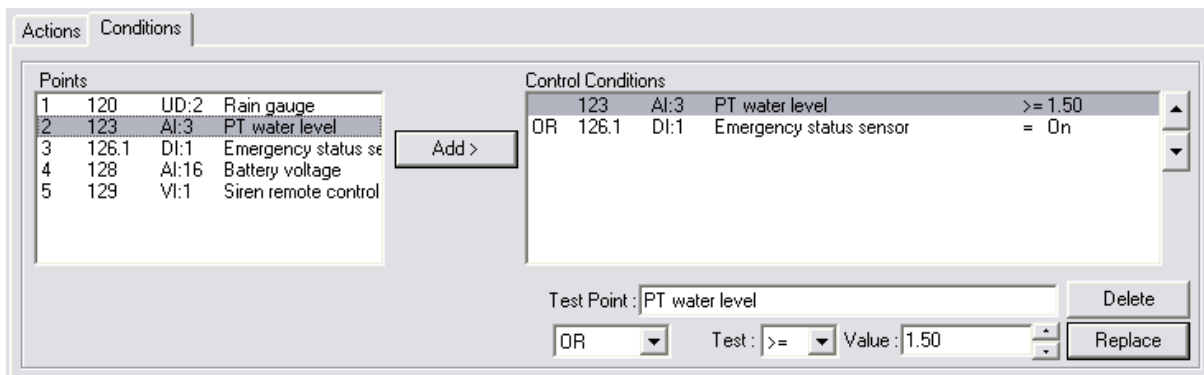 Actions Conditions
Points
1 120 UD:2 Rain gauge
2 123 AI:3 PT water level
3 126.1 DI:1 Emergency status se
4 128 AI:16 Battery voltage
5 129 VI:1 Siren remote control
Add >
Control Conditions
123 AI:3 PT water level >= 1.50
OR 126.1 DI:1 Emergency status sensor = On
Test Point : PT water level Delete
OR Test : >= Value : 1.50 Replace